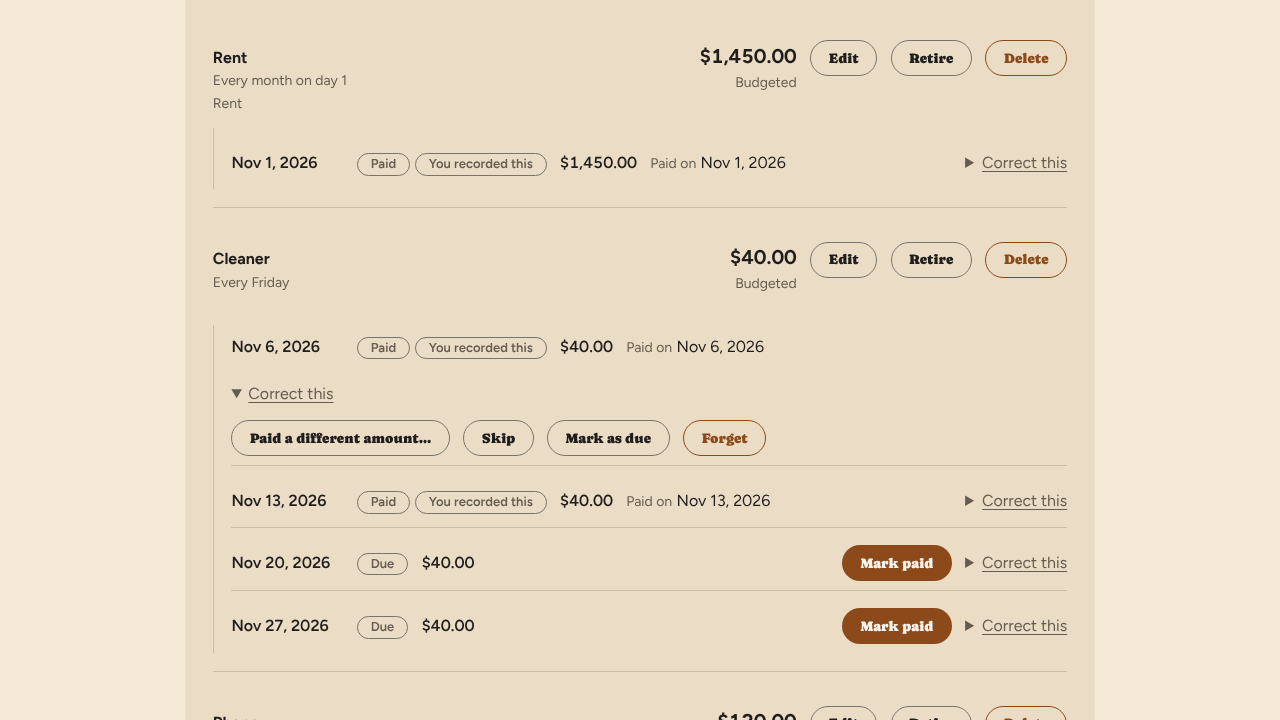 Rent $1,450.00 Edit Retire Delete
Every month on day 1 Budgeted
Rent
Nov 1, 2026 Paid You recorded this $1,450.00 Paid on Nov 1, 2026 Correct this
Cleaner $40.00 Edit Retire Delete
Every Friday Budgeted
Nov 6, 2026 Paid You recorded this $40.00 Paid on Nov 6, 2026
Correct this
Paid a different amount... Skip Mark as due Forget
Nov 13, 2026 Paid You recorded this $40.00 Paid on Nov 13, 2026 Correct this
Nov 20, 2026 Due $40.00 Mark paid Correct this
Nov 27, 2026 Due $40.00 Mark paid Correct this